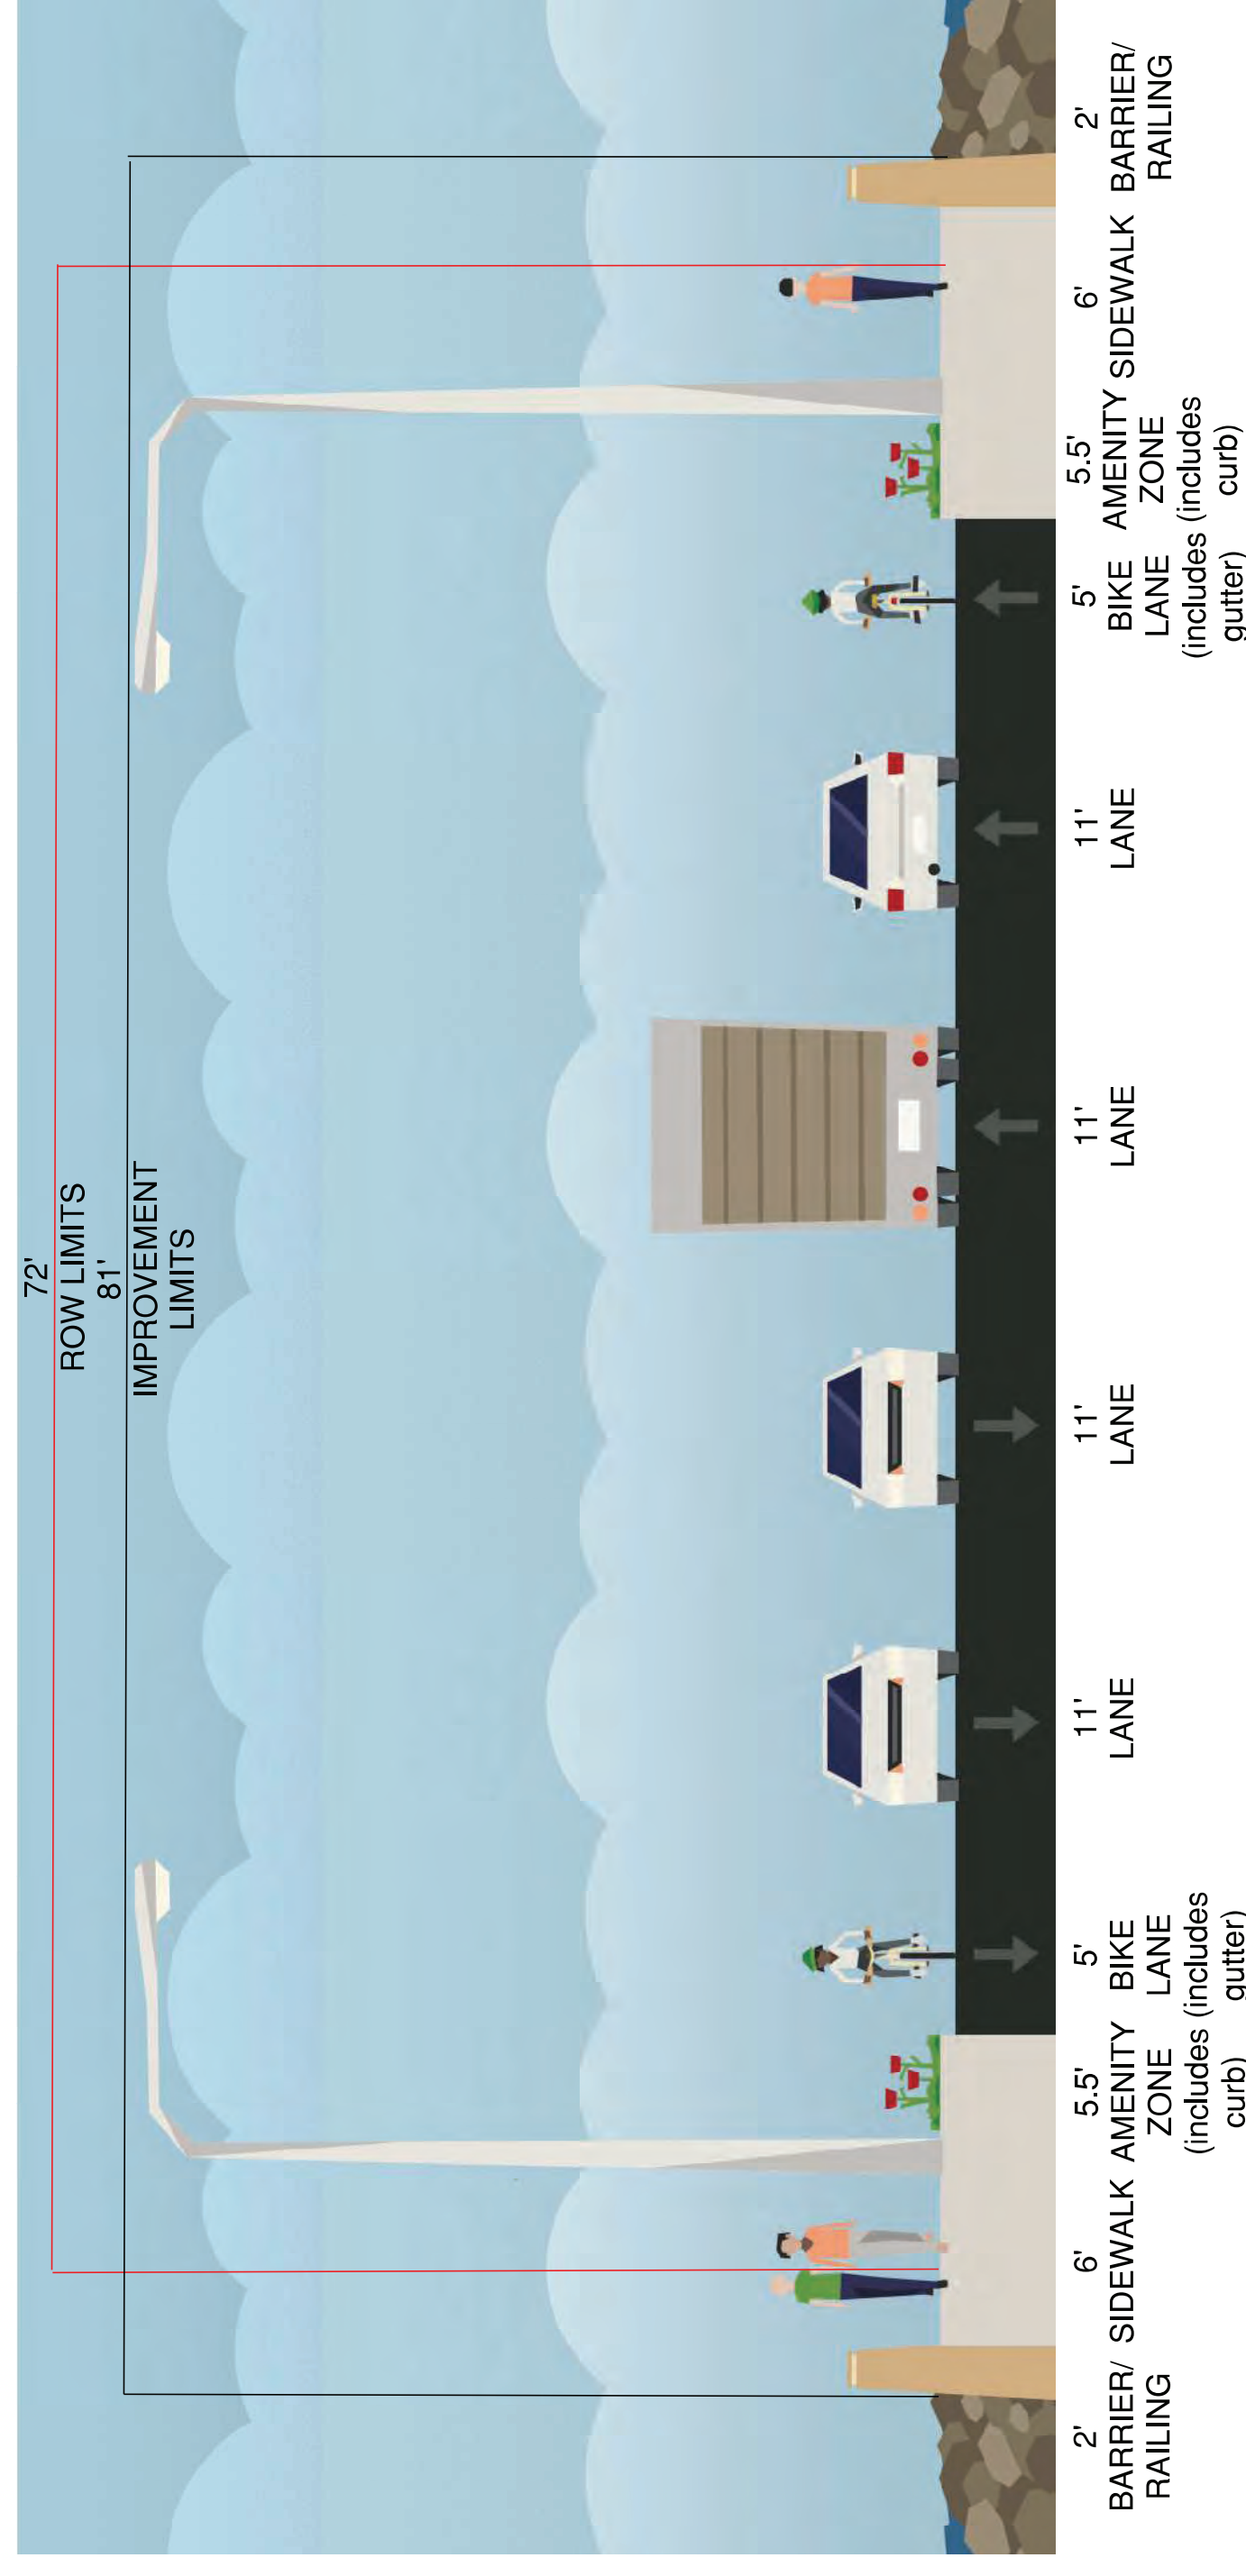 72'
ROW LIMITS
81'
IMPROVEMENT
LIMITS
2'
BARRIER/
RAILING
6'
SIDEWALK
5.5'
AMENITY
ZONE
(includes
curb)
5'
BIKE
LANE
(includes
gutter)
11'
LANE
11'
LANE
11'
LANE
11'
LANE
5'
BIKE
LANE
(includes
gutter)
5.5'
AMENITY
ZONE
(includes
curb)
6'
SIDEWALK
2'
BARRIER/
RAILING